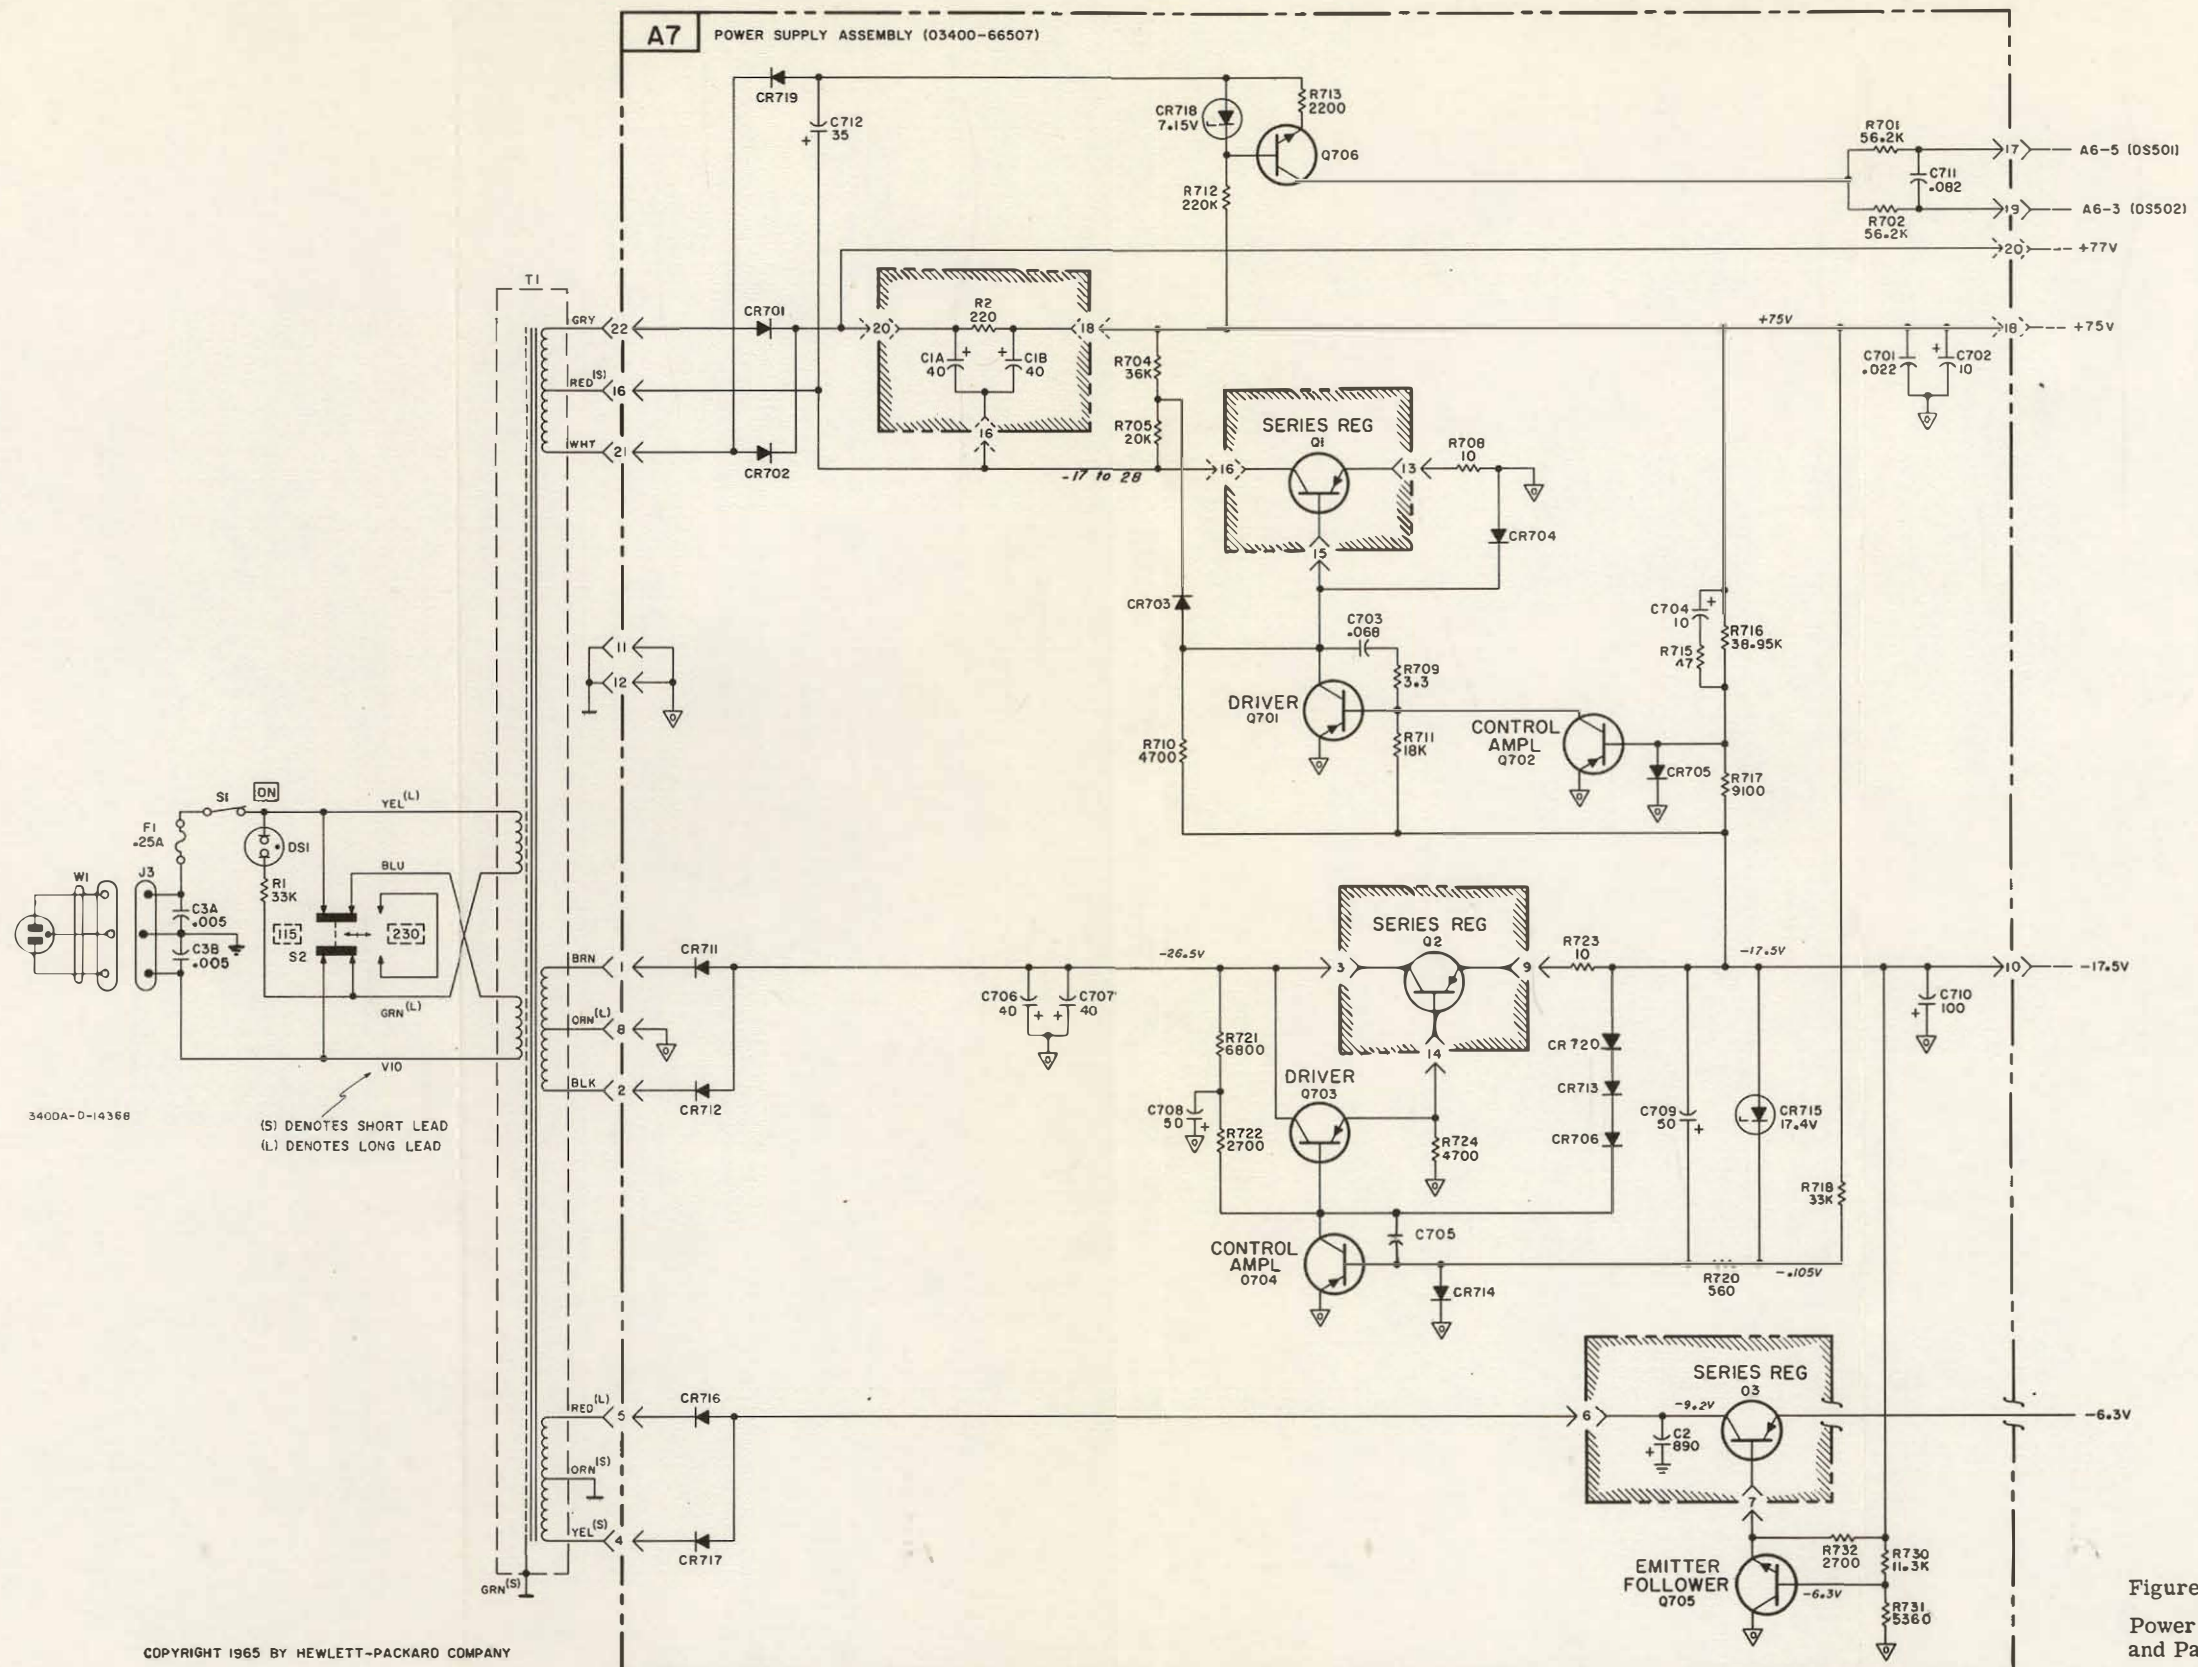 A7
POWER SUPPLY ASSEMBLY (03400-66507)
CR719
C712
35
+
CR718
7.15V
R713
2200
Q706
R712
220K
R701
56.2K
17
A6-5 (DS501)
C711
.082
R702
56.2K
19
A6-3 (DS502)
20
+77V
T1
GRY
22
CR701
20
R2
220
18
C1A
40
+
+
C1B
40
16
RED (S)
16
WHT
21
CR702
R704
36K
R705
20K
-17 to 28
+75V
18
+75V
C701
.022
+
C702
10
SERIES REG
Q1
16
13
15
R708
10
CR704
CR703
C703
.068
R709
3.3
DRIVER
Q701
R711
18K
R710
4700
CONTROL
AMPL
Q702
CR705
C704
10
+
R715
47
R716
38.95K
R717
9100
11
12
S1
ON
YEL (L)
F1
.25A
DS1
BLU
W1
J3
R1
33K
C3A
.005
C3B
.005
115
S2
230
GRN (L)
V10
3400A-D-14368
(S) DENOTES SHORT LEAD
(L) DENOTES LONG LEAD
BRN
1
CR711
ORN (L)
8
BLK
2
CR712
C706
40
+
+
C707
40
-26.5V
3
SERIES REG
Q2
9
14
R723
10
-17.5V
10
-17.5V
C710
100
+
R721
6800
C708
50
+
R722
2700
DRIVER
Q703
R724
4700
CR720
CR713
CR706
C709
50
+
CR715
17.4V
R718
33K
CONTROL
AMPL
Q704
C705
CR714
R720
560
-.105V
RED (L)
5
CR716
ORN (S)
YEL (S)
4
CR717
GRN (S)
6
SERIES REG
Q3
-9.2V
C2
890
+
7
-6.3V
R732
2700
R730
11.3K
EMITTER
FOLLOWER
Q705
-6.3V
R731
5360
COPYRIGHT 1965 BY HEWLETT-PACKARD COMPANY
Figure
Power
and Pa